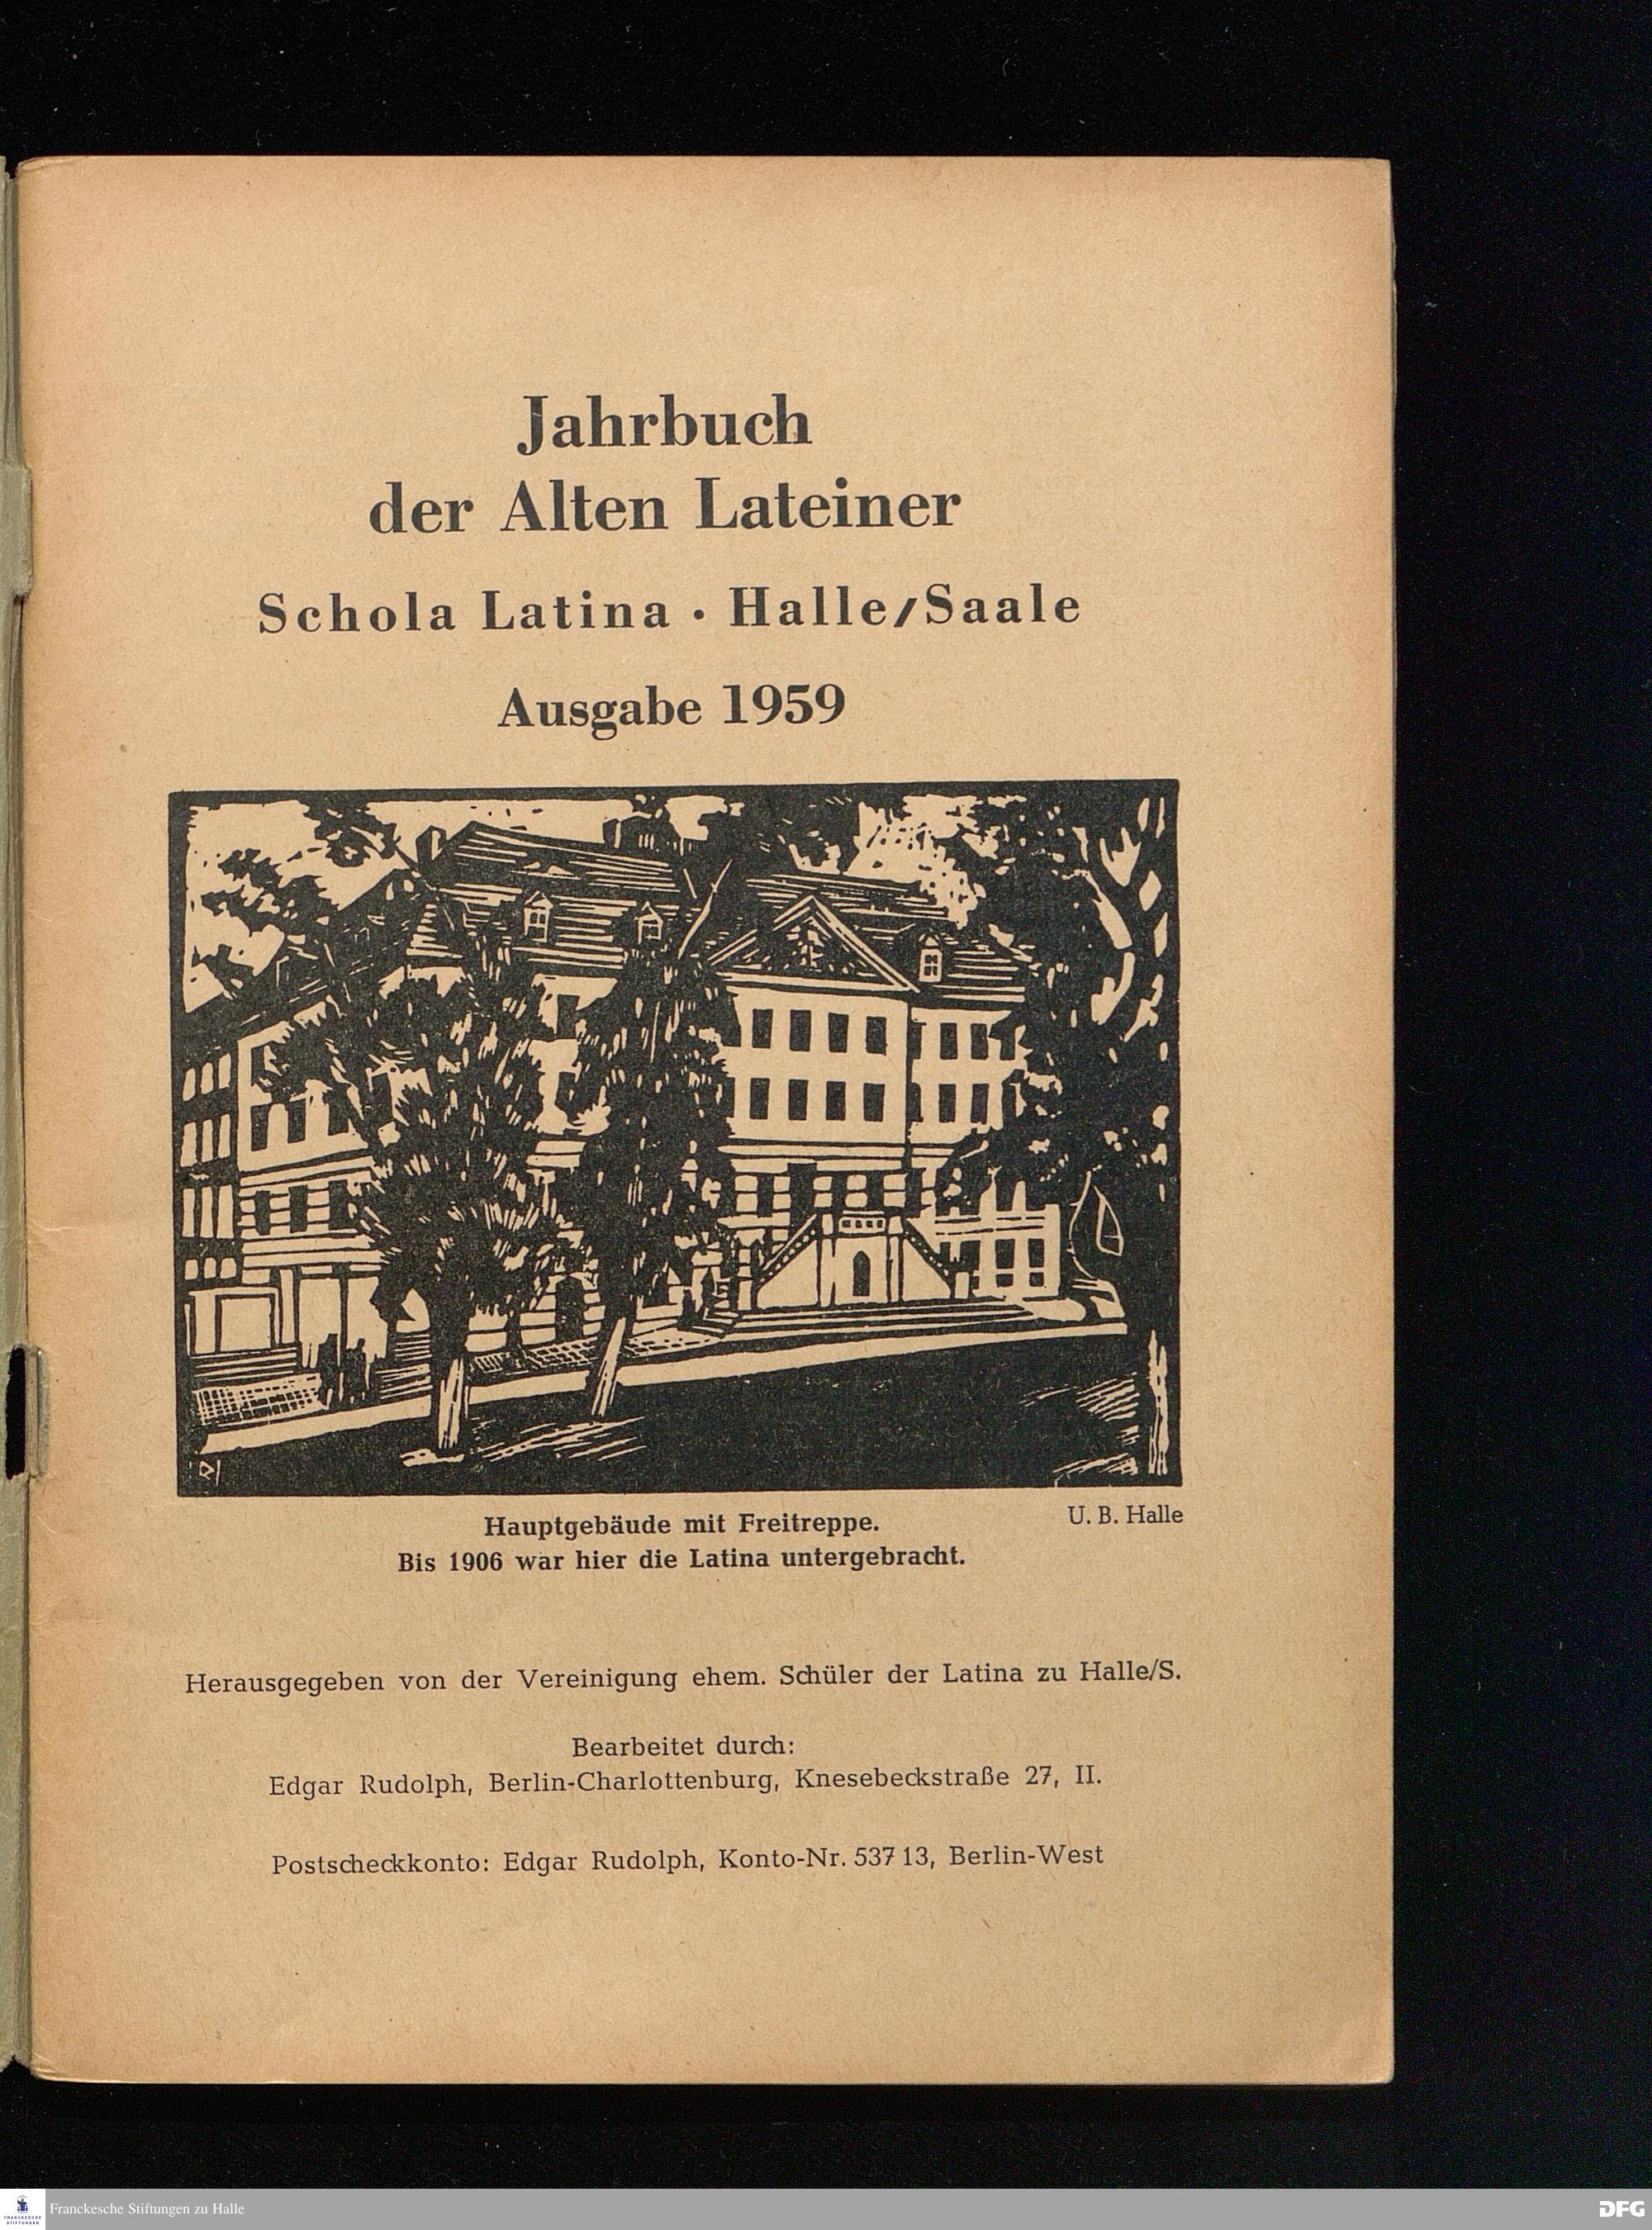 Jahrbuch
der Alten Lateiner
Schola Latina · Halle/Saale
Ausgabe 1959
Hauptgebäude mit Freitreppe.
U. B. Halle
Bis 1906 war hier die Latina untergebracht.
Herausgegeben von der Vereinigung ehem. Schüler der Latina zu Halle/S.
Bearbeitet durch:
Edgar Rudolph, Berlin-Charlottenburg, Knesebeckstraße 27, II.
Postscheckkonto: Edgar Rudolph, Konto-Nr. 537 13, Berlin-West
FRANCKESCHE
STIFTUNGEN
Franckesche Stiftungen zu Halle
DFG